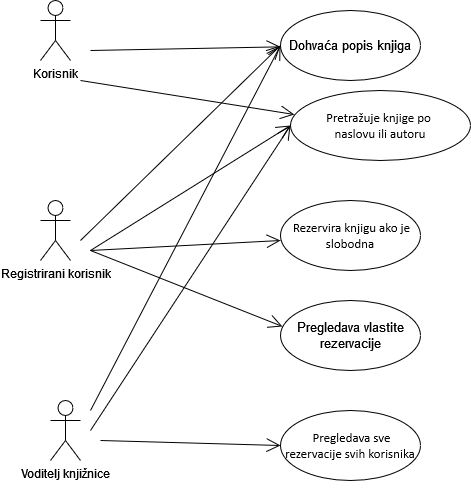 Dohvaća popis knjiga
Korisnik
Pretražuje knjige po
naslovu ili autoru
Rezervira knjigu ako je
slobodna
Registrirani korisnik
Pregledava vlastite
rezervacije
Pregledava sve
rezervacije svih korisnika
Voditelj knjižnice